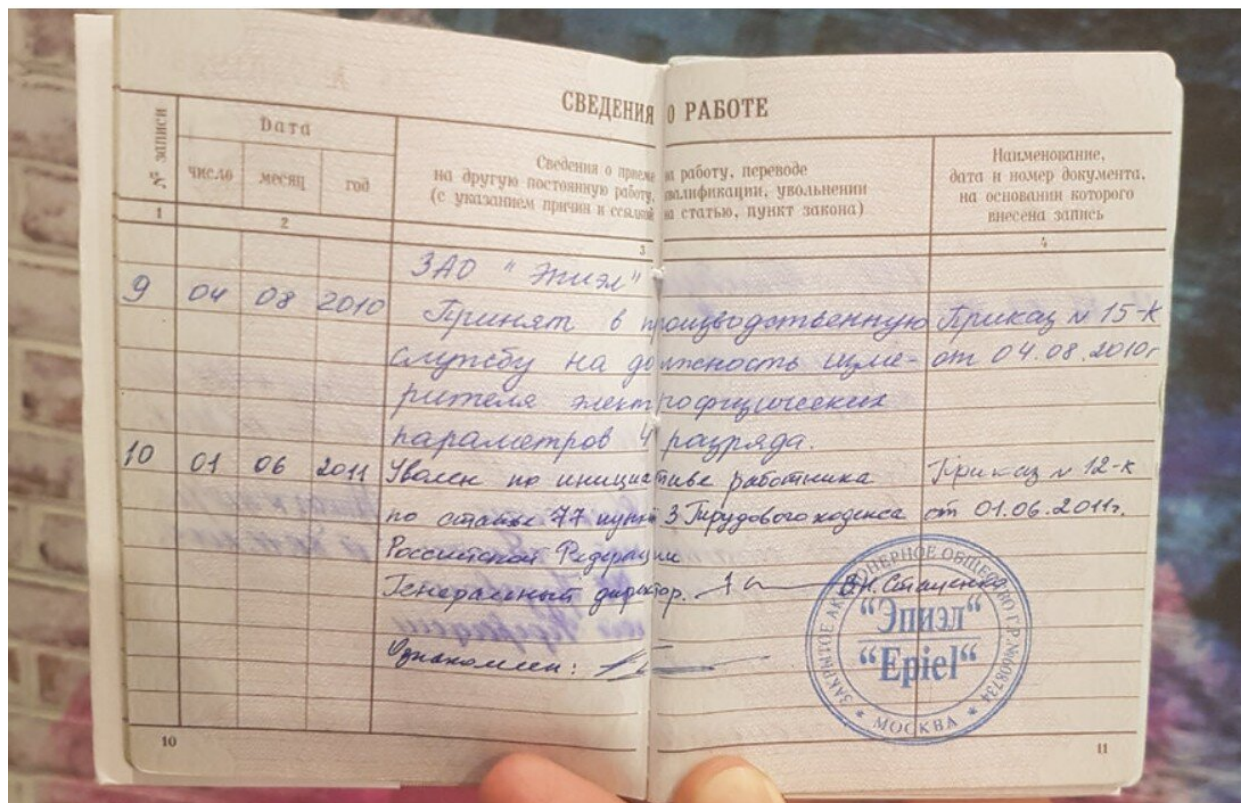 СВЕДЕНИЯ О РАБОТЕ
№ записи
Дата
число
месяц
год
Сведения о приеме на работу, переводе
на другую постоянную работу, квалификации, увольнении
(с указанием причин и ссылкой на статью, пункт закона)
Наименование,
дата и номер документа,
на основании которого
внесена запись
1
2
3
4
ЗАО "Эпиэл"
9 04 08 2010 Принят в производственную Приказ № 15-К
службу на должность изме- от 04.08.2010г
рителя электрофизических
параметров 4 разряда.
10 01 06 2011 Уволен по инициативе работника Приказ № 12-К
по статье 77 пункт 3 Трудового кодекса от 01.06.2011г.
Российской Федерации
Генеральный директор. В.Н. Стаценко
Ознакомлен:
ЗАКРЫТОЕ АКЦИОНЕРНОЕ ОБЩЕСТВО Г.Р.№608734
"Эпиэл"
"Epiel"
* МОСКВА *
10
11